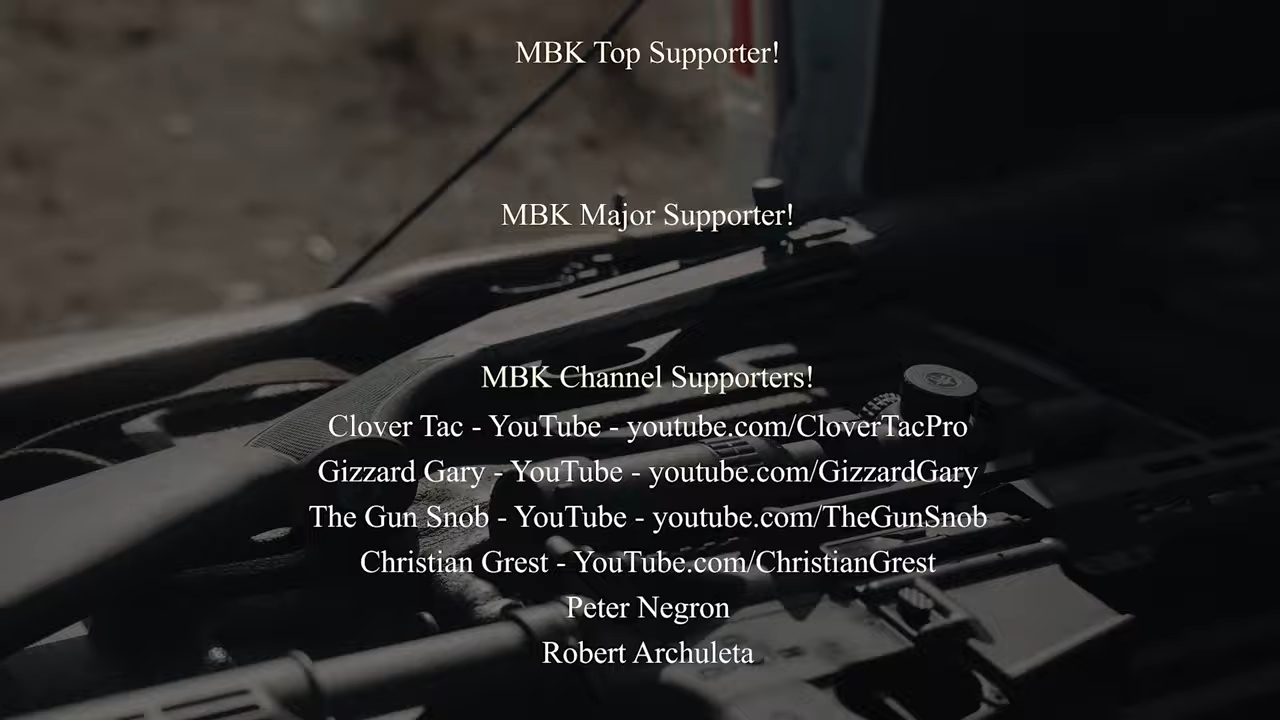 MBK Top Supporter!
MBK Major Supporter!
MBK Channel Supporters!
Clover Tac - YouTube - youtube.com/CloverTacPro
Gizzard Gary - YouTube - youtube.com/GizzardGary
The Gun Snob - YouTube - youtube.com/TheGunSnob
Christian Grest - YouTube.com/ChristianGrest
Peter Negron
Robert Archuleta